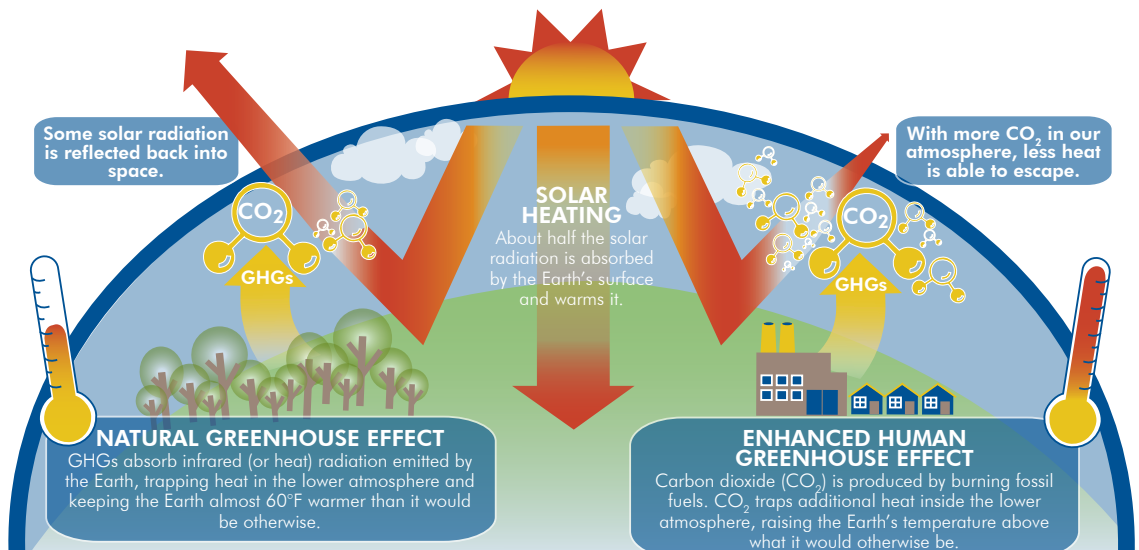 Some solar radiation
is reflected back into
space.
With more CO₂ in our
atmosphere, less heat
is able to escape.
SOLAR
HEATING
About half the solar
radiation is absorbed
by the Earth's surface
and warms it.
CO₂
GHGs
CO₂
GHGs
NATURAL GREENHOUSE EFFECT
GHGs absorb infrared (or heat) radiation emitted by
the Earth, trapping heat in the lower atmosphere and
keeping the Earth almost 60°F warmer than it would
be otherwise.
ENHANCED HUMAN
GREENHOUSE EFFECT
Carbon dioxide (CO₂) is produced by burning fossil
fuels. CO₂ traps additional heat inside the lower
atmosphere, raising the Earth's temperature above
what it would otherwise be.